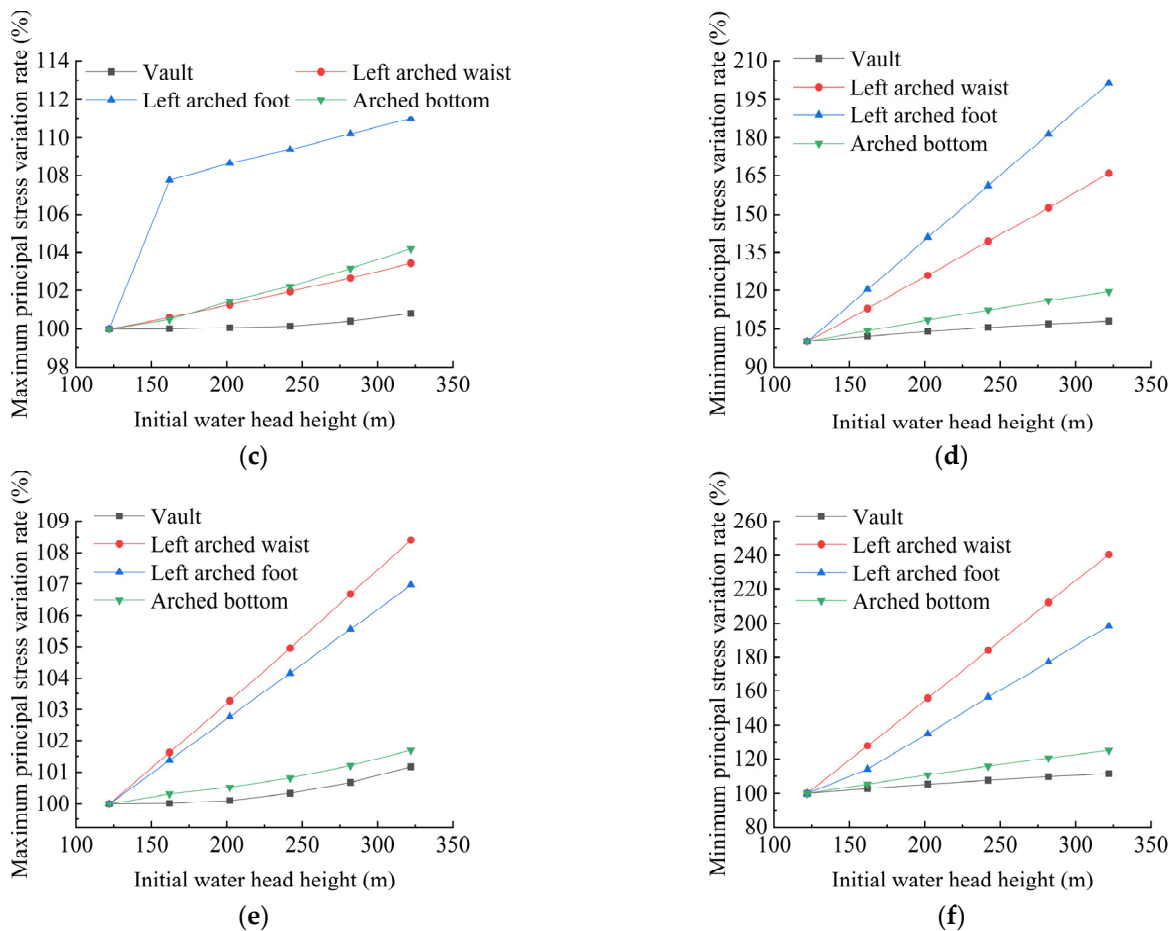 Maximum principal stress variation rate (%)
114
112
110
108
106
104
102
100
98
Vault
Left arched waist
Left arched foot
Arched bottom
100 150 200 250 300 350
Initial water head height (m)
(c)
Minimum principal stress variation rate (%)
210
195
180
165
150
135
120
105
90
Vault
Left arched waist
Left arched foot
Arched bottom
100 150 200 250 300 350
Initial water head height (m)
(d)
Maximum principal stress variation rate (%)
109
108
107
106
105
104
103
102
101
100
Vault
Left arched waist
Left arched foot
Arched bottom
100 150 200 250 300 350
Initial water head height (m)
(e)
Minimum principal stress variation rate (%)
260
240
220
200
180
160
140
120
100
80
Vault
Left arched waist
Left arched foot
Arched bottom
100 150 200 250 300 350
Initial water head height (m)
(f)